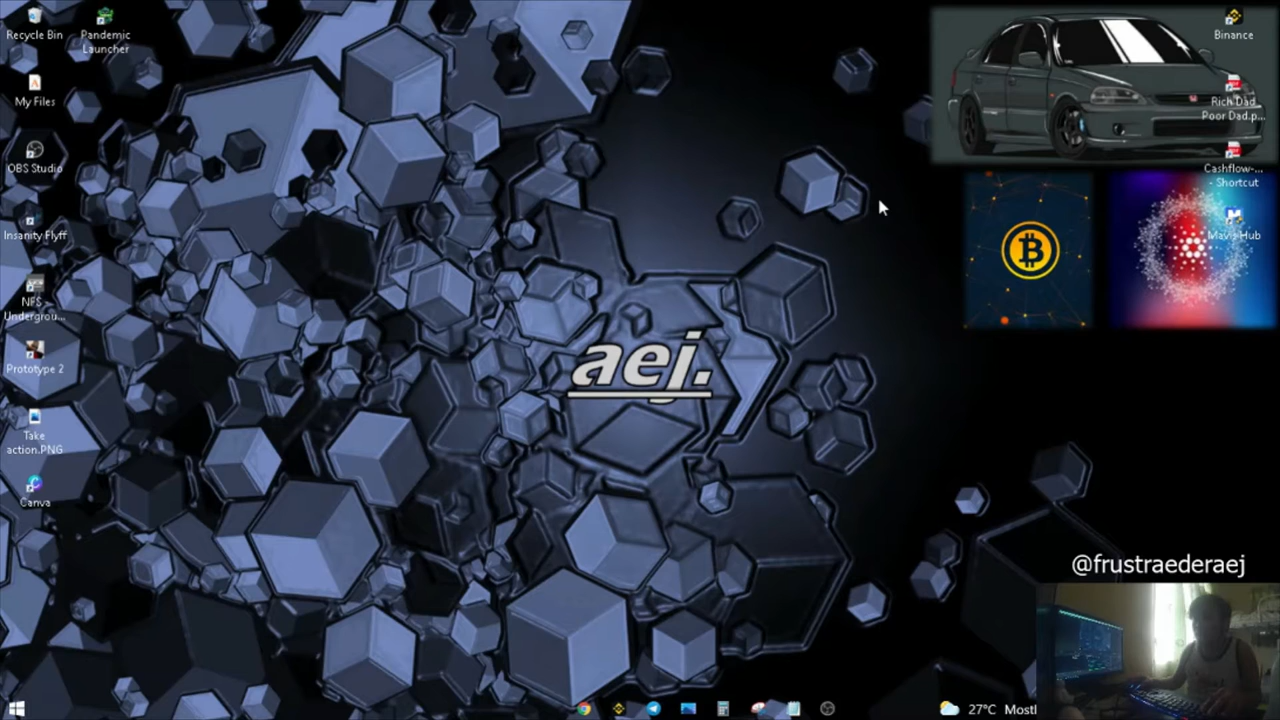 Recycle Bin
Pandemic
Launcher
My Files
OBS Studio
Insanity Flyff
NFS
Undergrou...
Prototype 2
Take
action.PNG
Canva
aej.
Binance
Rich Dad
Poor Dad.p...
Cashflow-...
- Shortcut
Mavis Hub
@frustraederaej
27°C Mostl